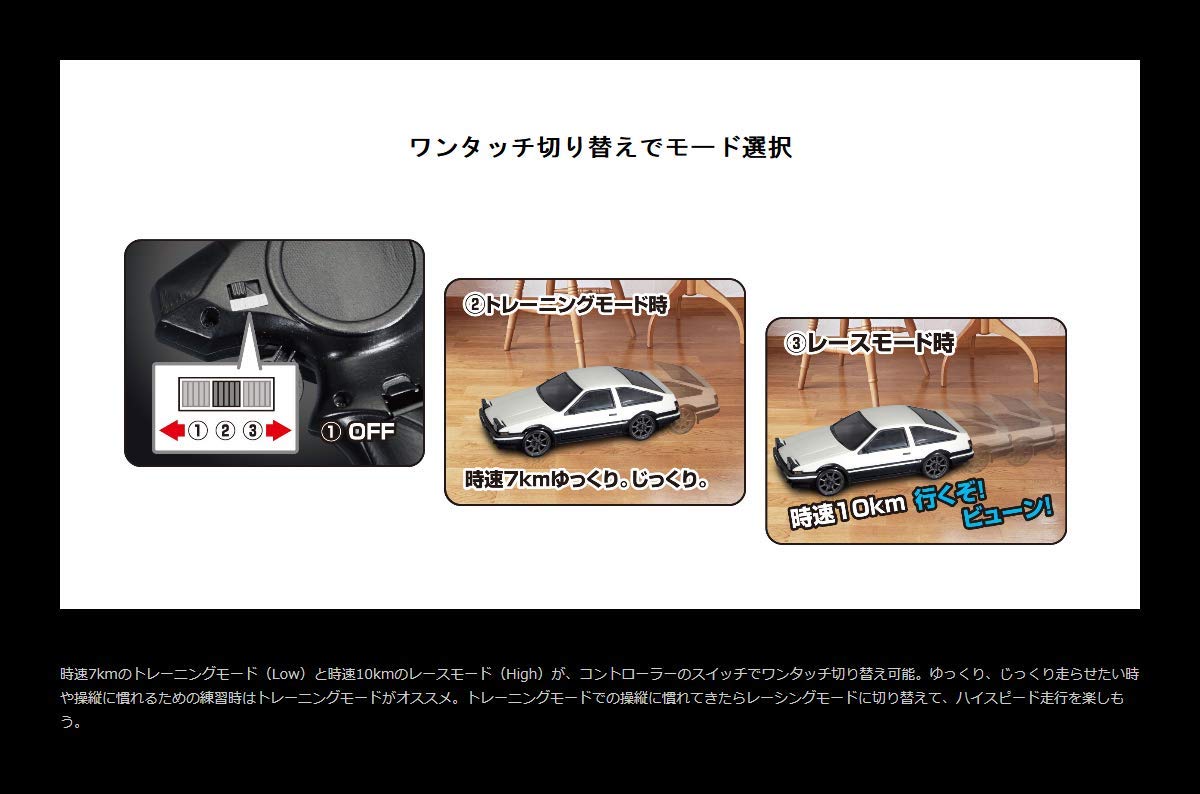 ワンタッチ切り替えでモード選択
① ② ③
① OFF
②トレーニングモード時
時速7kmゆっくり。じっくり。
③レースモード時
時速10km 行くぞ!
ビューン!
時速7kmのトレーニングモード（Low）と時速10kmのレースモード（High）が、コントローラーのスイッチでワンタッチ切り替え可能。ゆっくり、じっくり走らせたい時
や操縦に慣れるための練習時はトレーニングモードがオススメ。トレーニングモードでの操縦に慣れてきたらレーシングモードに切り替えて、ハイスピード走行を楽しも
う。